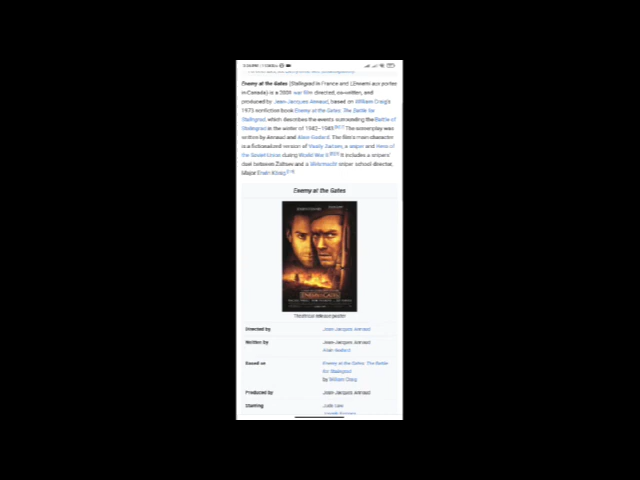 Enemy at the Gates (Stalingrad in France and L'ennemi aux portes
in Canada) is a 2001 war film directed, co-written, and
produced by Jean-Jacques Annaud, based on William Craig's
1973 nonfiction book Enemy at the Gates: The Battle for
Stalingrad, which describes the events surrounding the Battle of
Stalingrad in the winter of 1942–1943. The screenplay was
written by Annaud and Alain Godard. The film's main character
is a fictionalized version of Vasily Zaitsev, a sniper and Hero of
the Soviet Union during World War II. It includes a snipers'
duel between Zaitsev and a Wehrmacht sniper school director,
Major Erwin König.
Enemy at the Gates
Theatrical release poster
Directed by Jean-Jacques Annaud
Written by Jean-Jacques Annaud
Alain Godard
Based on Enemy at the Gates: The Battle
for Stalingrad
by William Craig
Produced by Jean-Jacques Annaud
Starring Jude Law